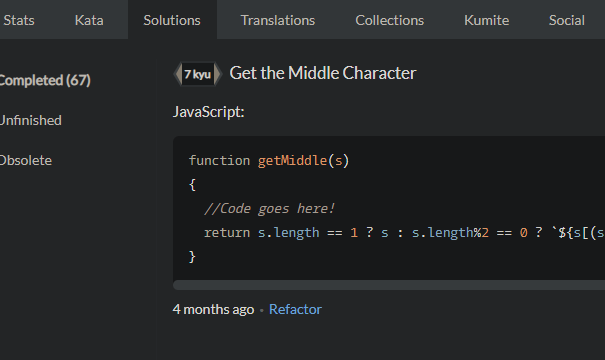 Stats Kata Solutions Translations Collections Kumite Social
Completed (67)
Unfinished
Obsolete
7 kyu Get the Middle Character
JavaScript:
function getMiddle(s)
{
//Code goes here!
return s.length == 1 ? s : s.length%2 == 0 ? `${s[(s
}
4 months ago • Refactor